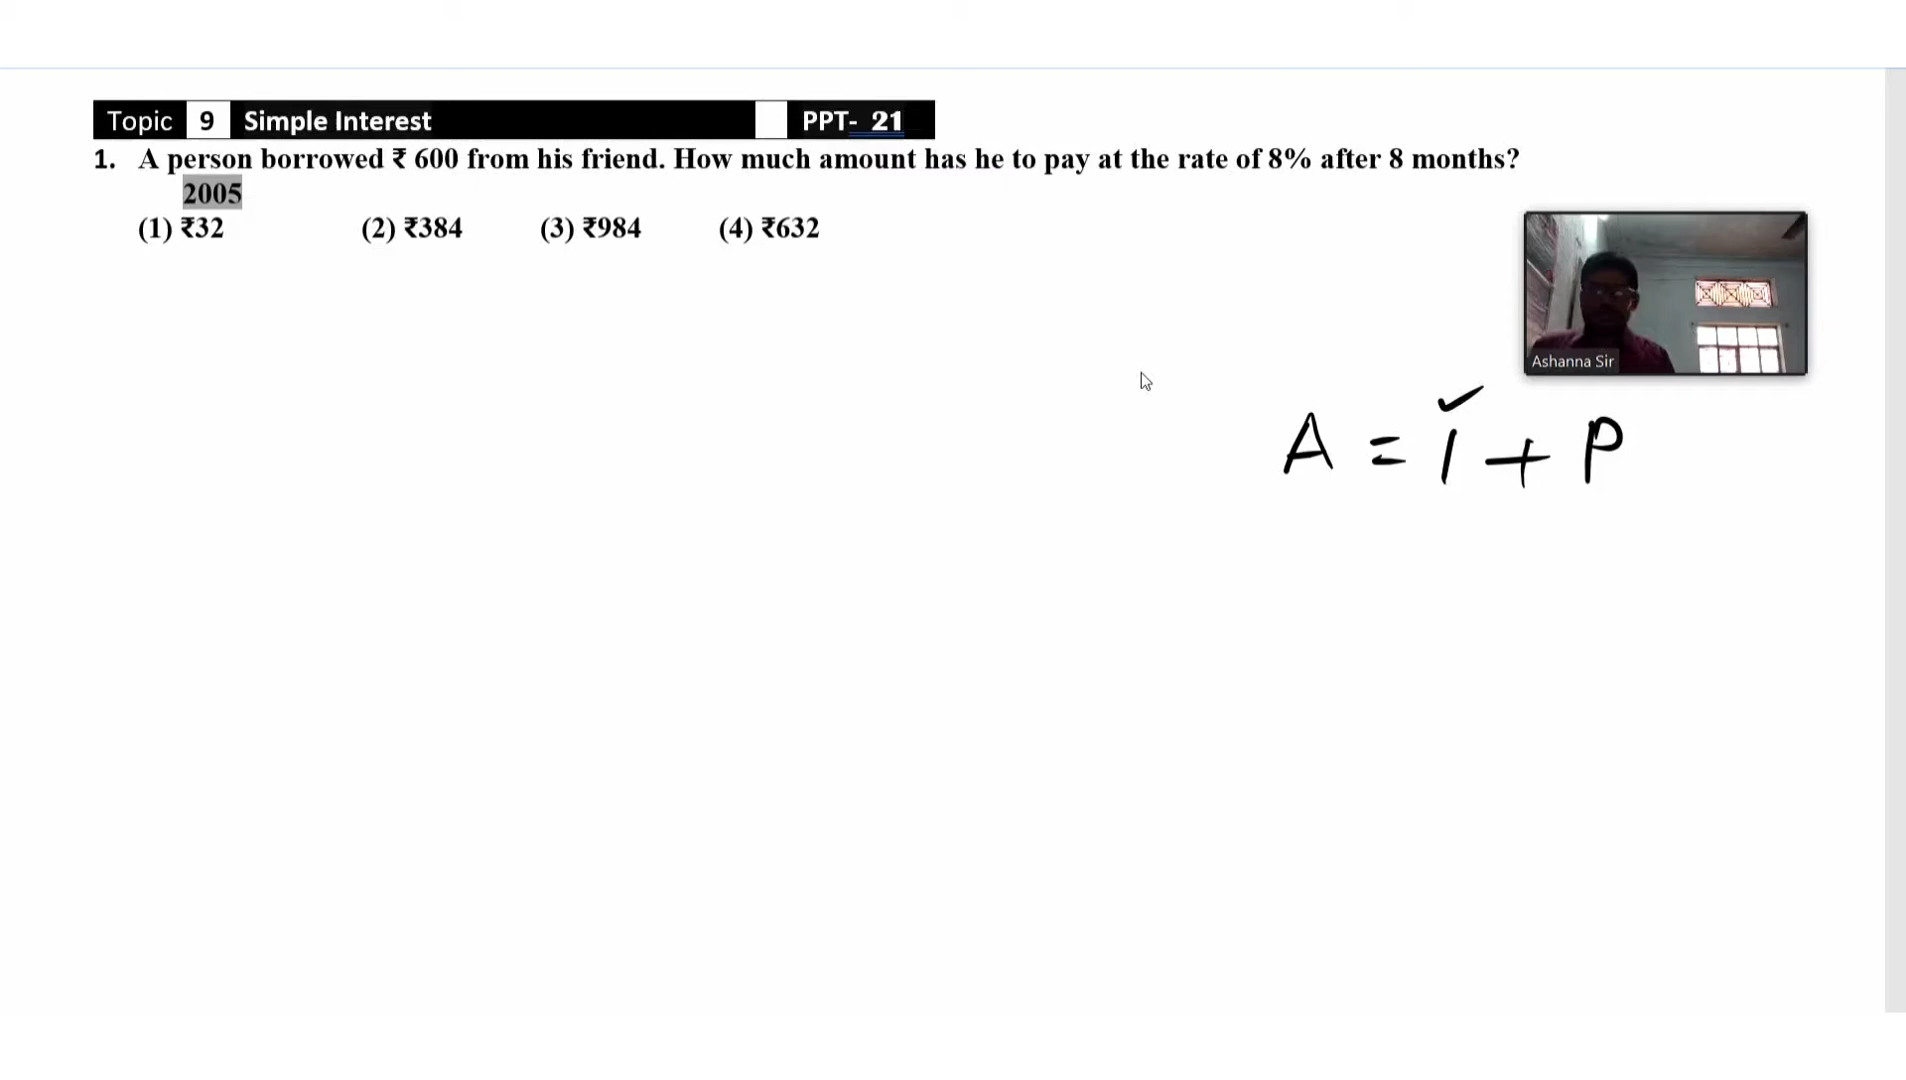 Topic 9 Simple Interest PPT- 21
1. A person borrowed ₹ 600 from his friend. How much amount has he to pay at the rate of 8% after 8 months?
2005
(1) ₹32 (2) ₹384 (3) ₹984 (4) ₹632
Ashanna Sir
A = i + P